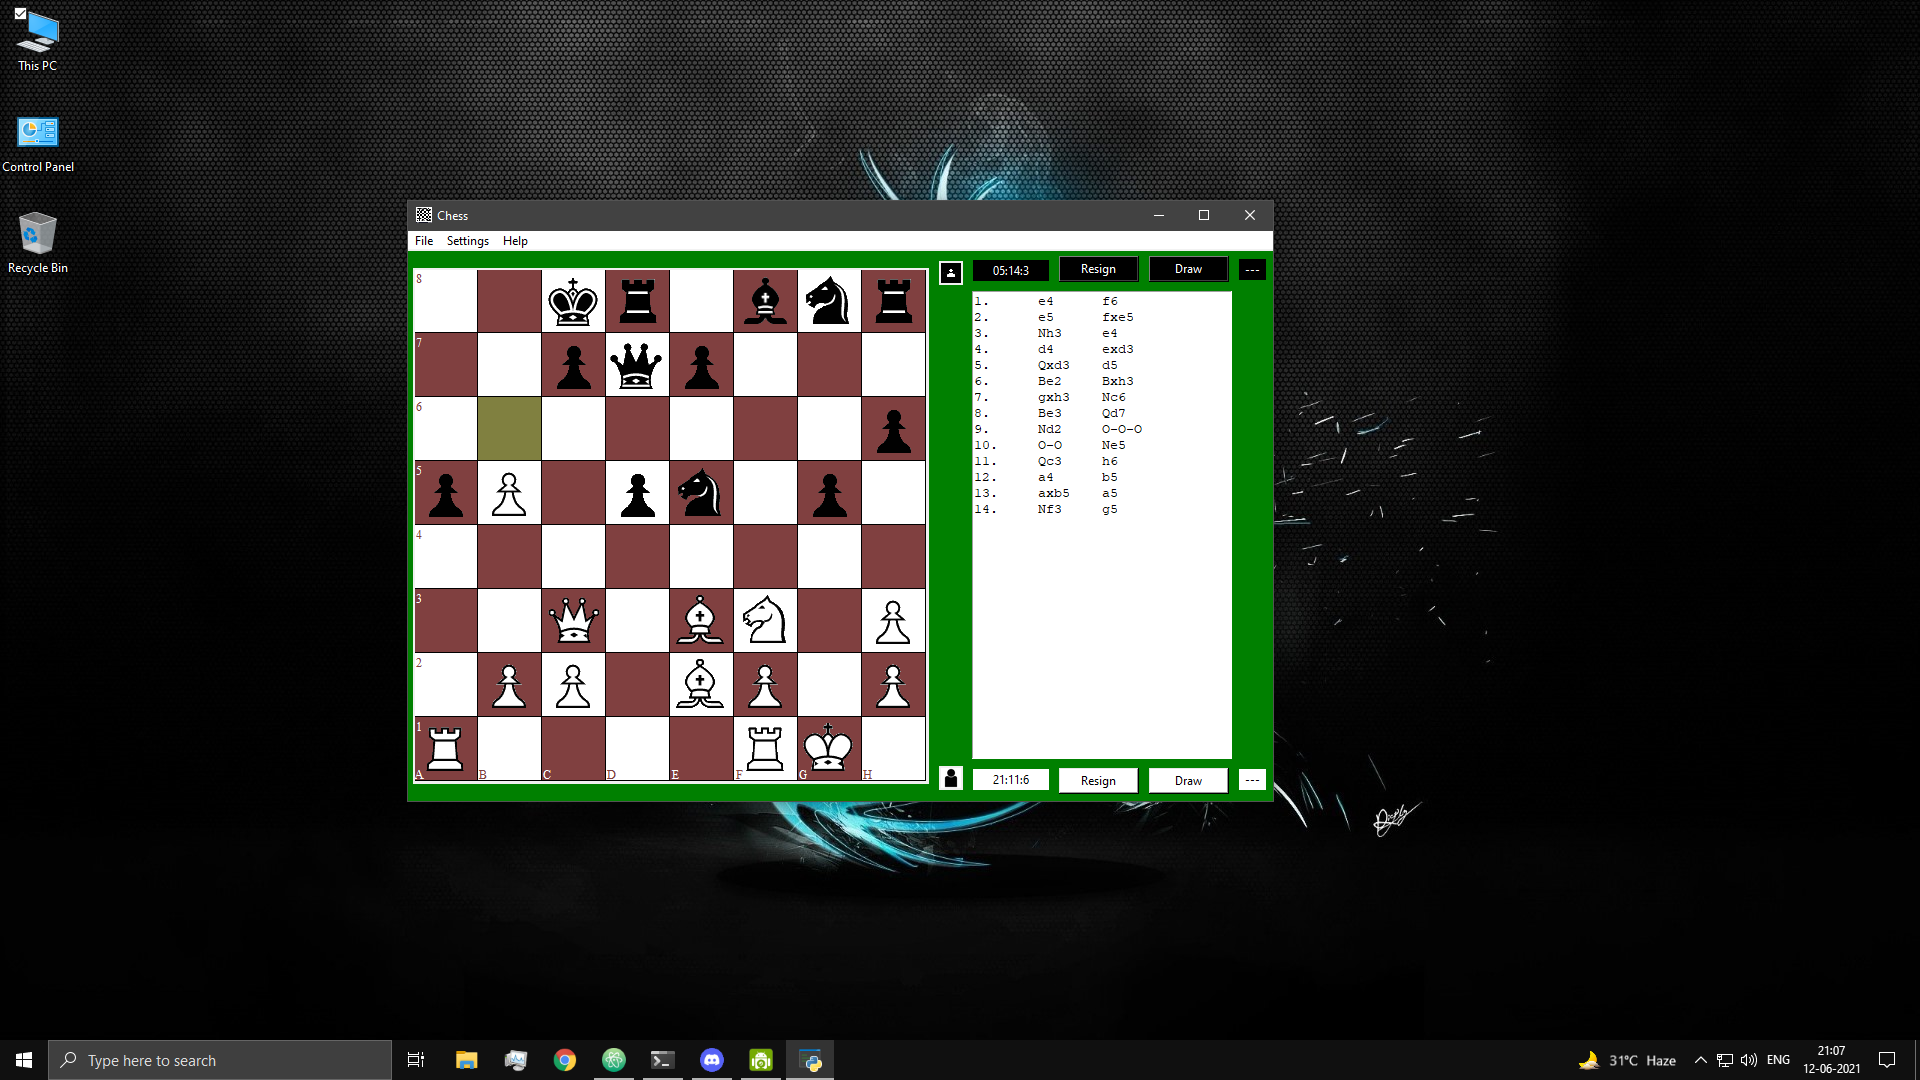 This PC
Control Panel
Recycle Bin
Chess
File Settings Help
05:14:3 Resign Draw ---
1. e4 f6
2. e5 fxe5
3. Nh3 e4
4. d4 exd3
5. Qxd3 d5
6. Be2 Bxh3
7. gxh3 Nc6
8. Be3 Qd7
9. Nd2 O-O-O
10. O-O Ne5
11. Qc3 h6
12. a4 b5
13. axb5 a5
14. Nf3 g5
8
7
6
5
4
3
2
1
A B C D E F G H
21:11:6 Resign Draw ---
Type here to search
31°C Haze
ENG
21:07
12-06-2021